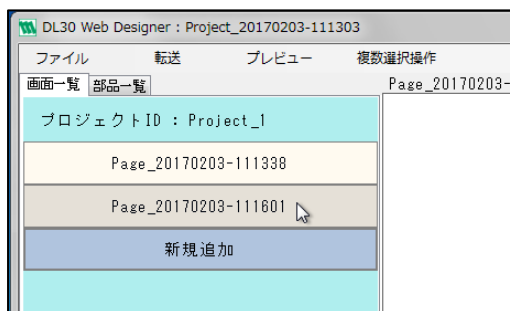 DL30 Web Designer : Project_20170203-111303
ファイル 転送 プレビュー 複数選択操作
画面一覧 部品一覧 Page_20170203-
プロジェクトID : Project_1
Page_20170203-111338
Page_20170203-111601
新規追加